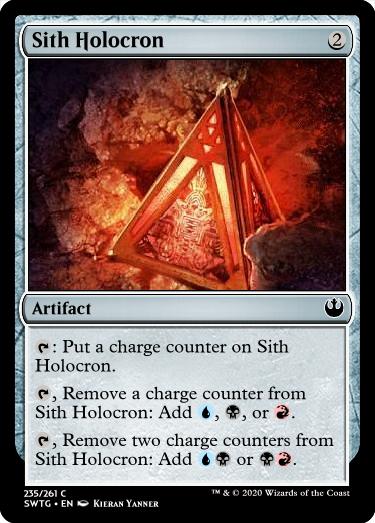 Sith Holocron 2
Artifact
: Put a charge counter on Sith
Holocron.
, Remove a charge counter from
Sith Holocron: Add , , or .
, Remove two charge counters from
Sith Holocron: Add or .
235/261 C
SWTG • EN Kieran Yanner
™ & © 2020 Wizards of the Coast